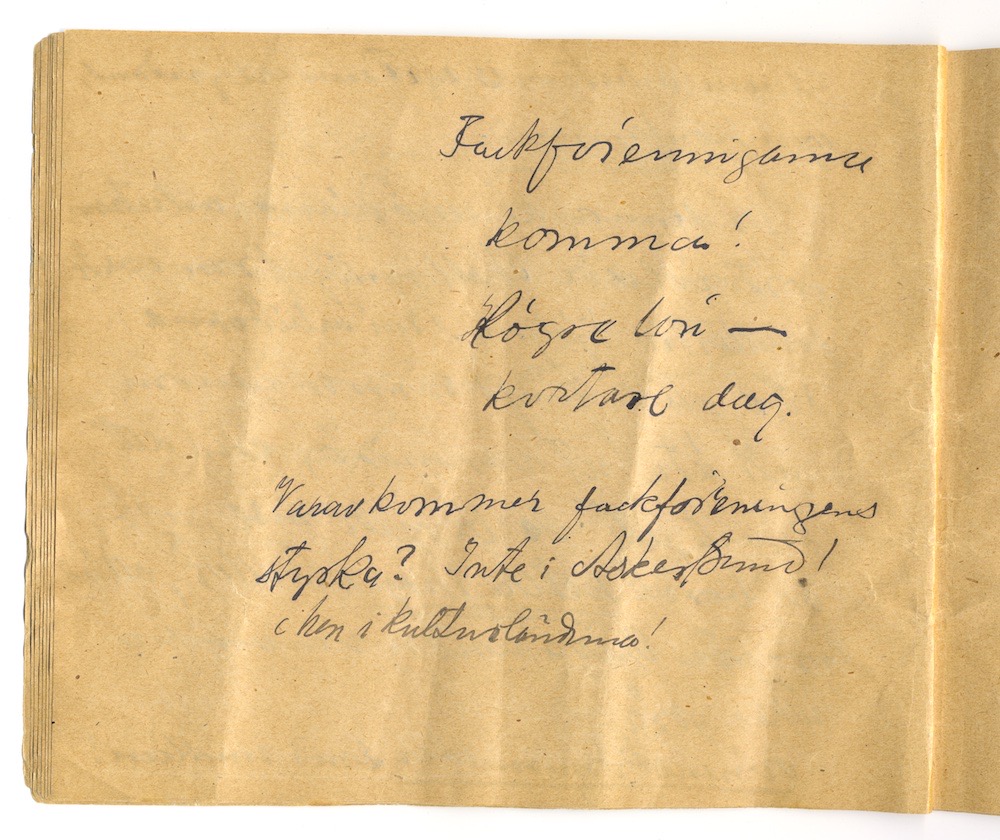 Fackföreningarna
komma!
Högre lön —
kortare dag.
Varav kommer fackföreningens
styrka? Inte i Askersund!
Men i kulturländerna!